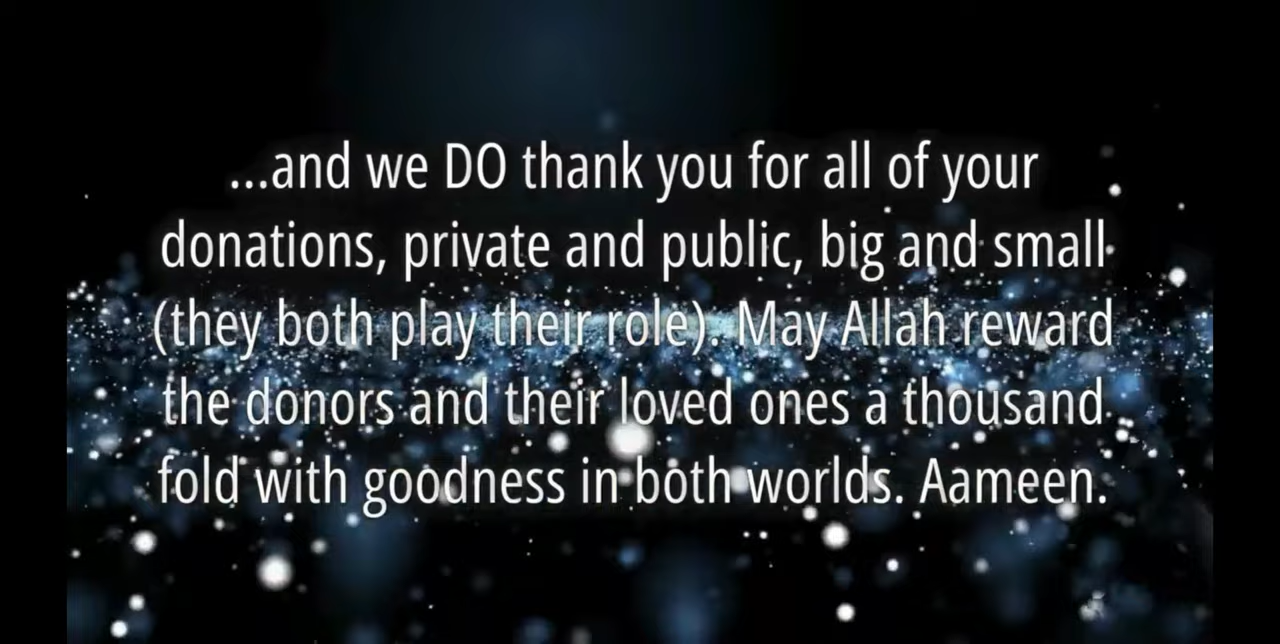 ...and we DO thank you for all of your
donations, private and public, big and small
(they both play their role). May Allah reward
the donors and their loved ones a thousand
fold with goodness in both worlds. Aameen.